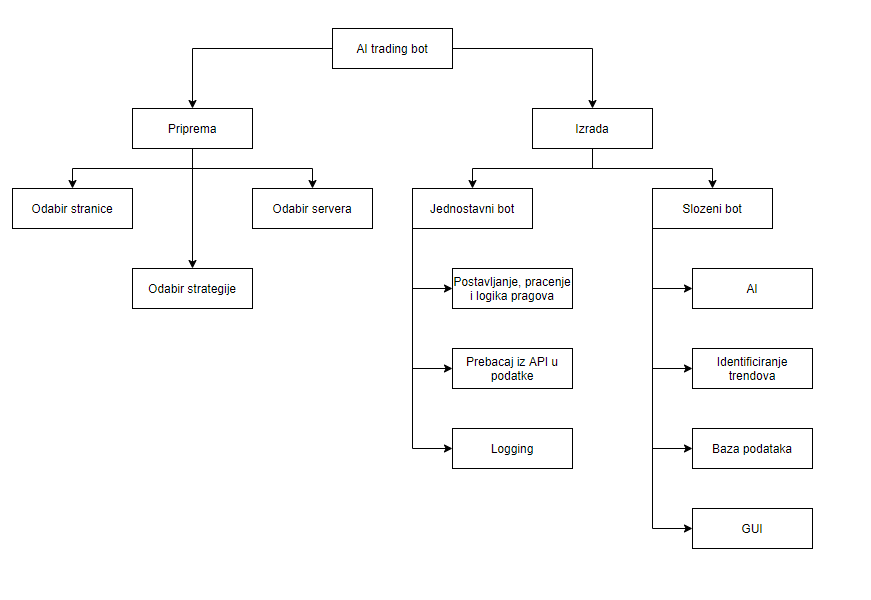 AI trading bot
Priprema
Izrada
Odabir stranice
Odabir servera
Jednostavni bot
Slozeni bot
Odabir strategije
Postavljanje, pracenje
i logika pragova
AI
Prebacaj iz API u
podatke
Identificiranje
trendova
Logging
Baza podataka
GUI